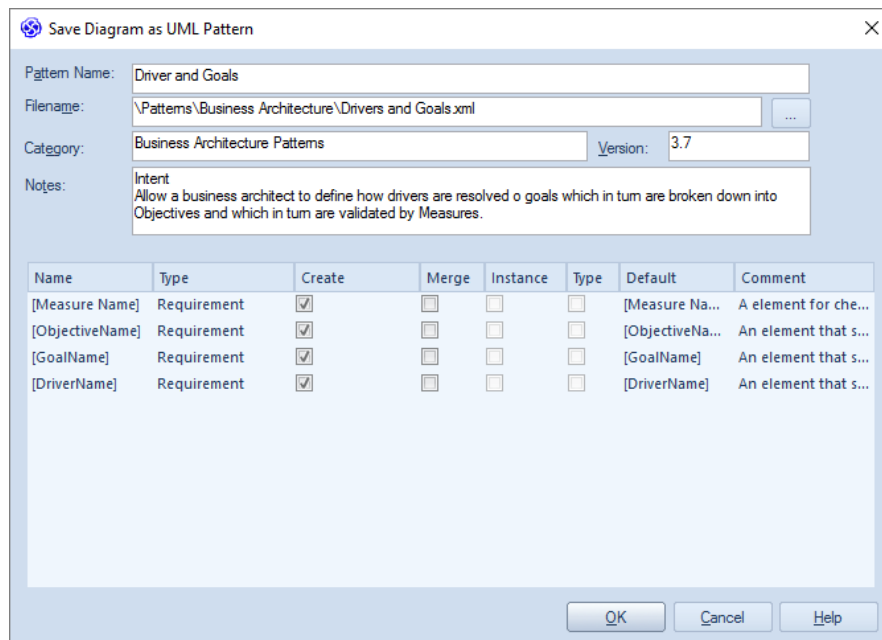 Save Diagram as UML Pattern
Pattern Name: Driver and Goals
Filename: \Patterns\Business Architecture\Drivers and Goals.xml ...
Category: Business Architecture Patterns Version: 3.7
Notes: Intent
Allow a business architect to define how drivers are resolved o goals which in turn are broken down into
Objectives and which in turn are validated by Measures.
Name Type Create Merge Instance Type Default Comment
[Measure Name] Requirement [Measure Na... A element for che...
[ObjectiveName] Requirement [ObjectiveNa... An element that s...
[GoalName] Requirement [GoalName] An element that s...
[DriverName] Requirement [DriverName] An element that s...
OK Cancel Help